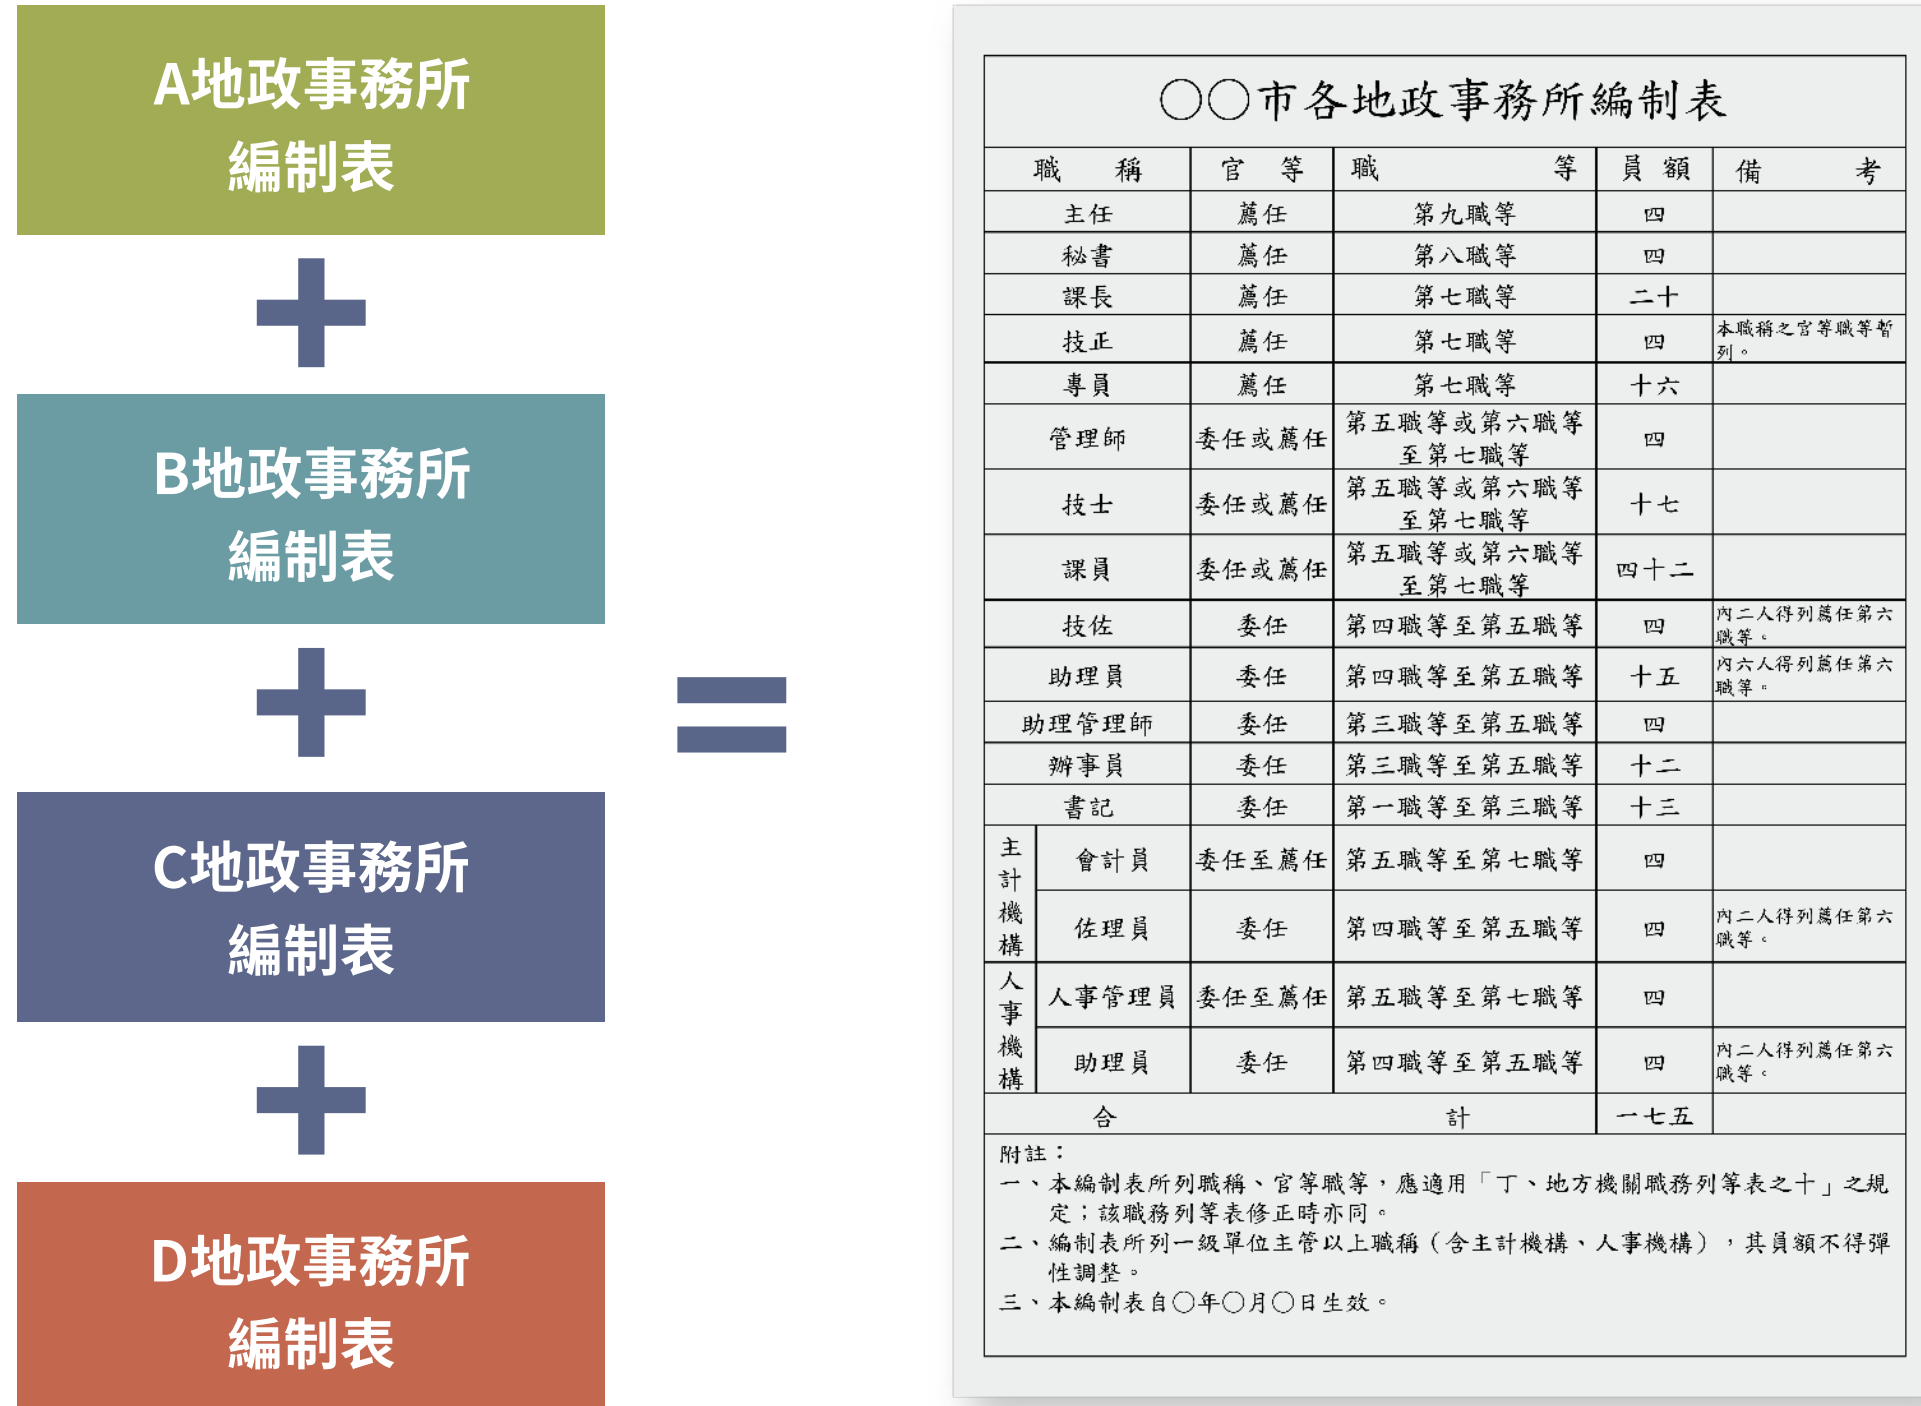 A地政事務所
編制表
B地政事務所
編制表
C地政事務所
編制表
D地政事務所
編制表
○○市各地政事務所編制表
職稱 官等 職等 員額 備考
主任 薦任 第九職等 四
秘書 薦任 第八職等 四
課長 薦任 第七職等 二十
技正 薦任 第七職等 四 本職稱之官等職等暫
列。
專員 薦任 第七職等 十六
管理師 委任或薦任 第五職等或第六職等
至第七職等 四
技士 委任或薦任 第五職等或第六職等
至第七職等 十七
課員 委任或薦任 第五職等或第六職等
至第七職等 四十二
技佐 委任 第四職等至第五職等 四 內二人得列薦任第六
職等。
助理員 委任 第四職等至第五職等 十五 內六人得列薦任第六
職等。
助理管理師 委任 第三職等至第五職等 四
辦事員 委任 第三職等至第五職等 十二
書記 委任 第一職等至第三職等 十三
主計機構
會計員 委任至薦任 第五職等至第七職等 四
佐理員 委任 第四職等至第五職等 四 內二人得列薦任第六
職等。
人事機構
人事管理員 委任至薦任 第五職等至第七職等 四
助理員 委任 第四職等至第五職等 四 內二人得列薦任第六
職等。
合計 一七五
附註：
一、本編制表所列職稱、官等職等，應適用「丁、地方機關職務列等表之十」之規
定；該職務列等表修正時亦同。
二、編制表所列一級單位主管以上職稱（含主計機構、人事機構），其員額不得彈
性調整。
三、本編制表自○年○月○日生效。